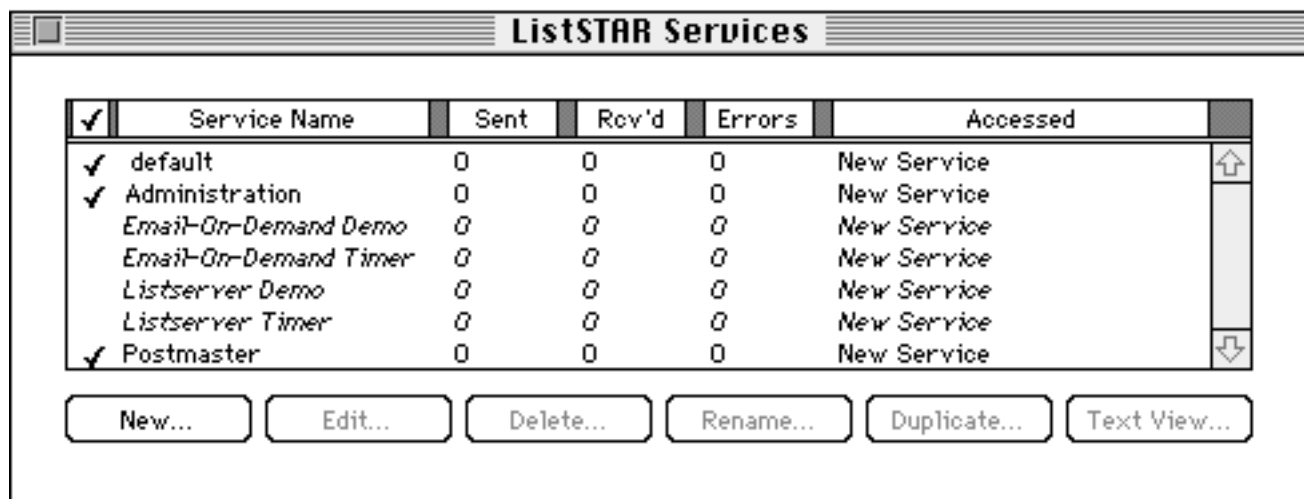 ListSTAR Services
✓ Service Name Sent Rcv'd Errors Accessed
✓ default 0 0 0 New Service
✓ Administration 0 0 0 New Service
Email-On-Demand Demo 0 0 0 New Service
Email-On-Demand Timer 0 0 0 New Service
Listserver Demo 0 0 0 New Service
Listserver Timer 0 0 0 New Service
✓ Postmaster 0 0 0 New Service
New... Edit... Delete... Rename... Duplicate... Text View...